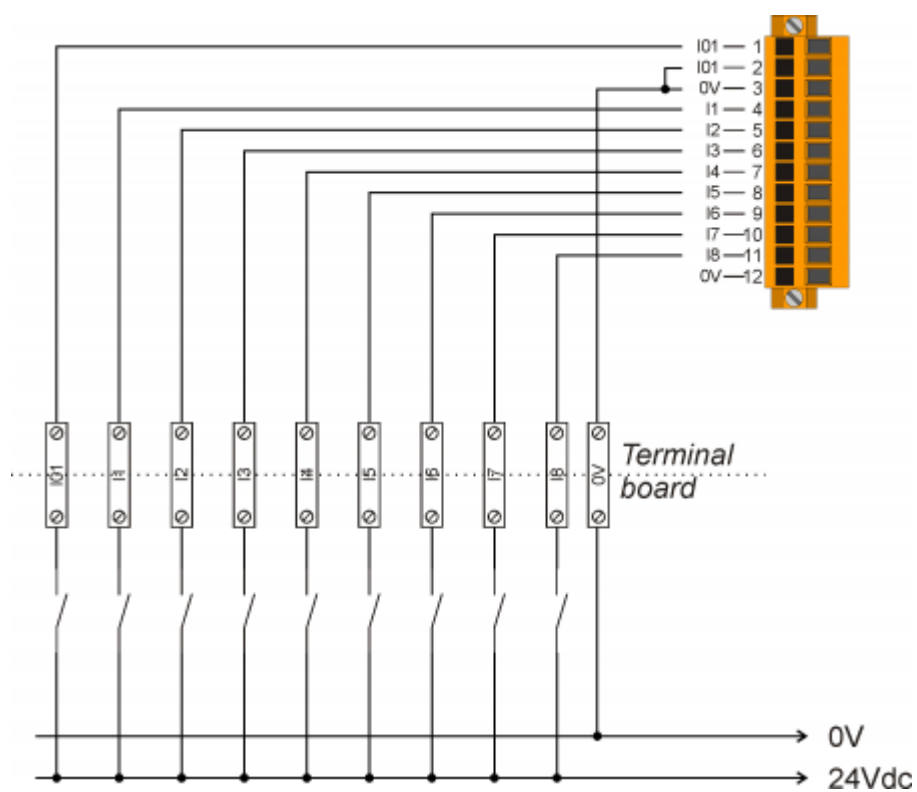 I01 1
I01 2
0V 3
I1 4
I2 5
I3 6
I4 7
I5 8
I6 9
I7 10
I8 11
0V 12
I01 I1 I2 I3 I4 I5 I6 I7 I8 0V
Terminal
board
0V
24Vdc